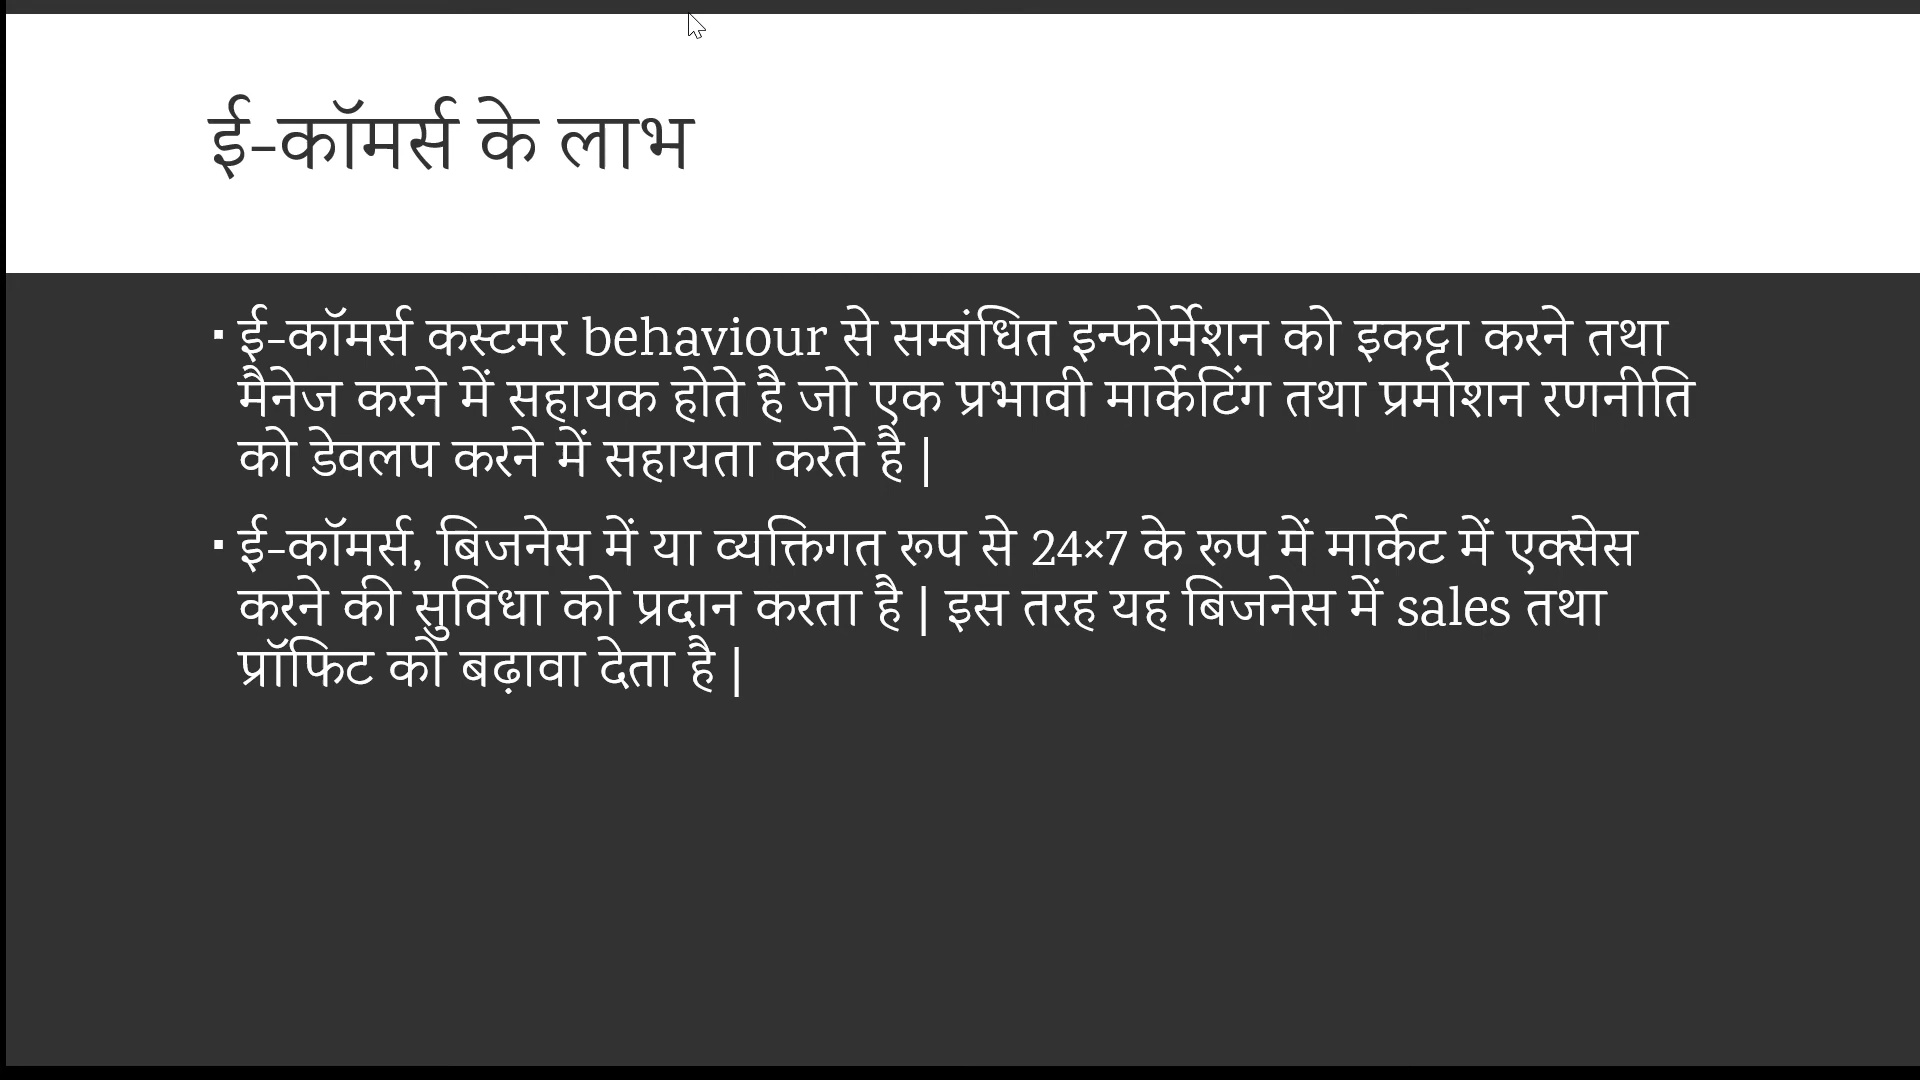 ई-कॉमर्स के लाभ
▪ ई-कॉमर्स कस्टमर behaviour से सम्बंधित इन्फोर्मेशन को इकट्टा करने तथा
मैनेज करने में सहायक होते है जो एक प्रभावी मार्केटिंग तथा प्रमोशन रणनीति
को डेवलप करने में सहायता करते है |
▪ ई-कॉमर्स, बिजनेस में या व्यक्तिगत रूप से 24×7 के रूप में मार्केट में एक्सेस
करने की सुविधा को प्रदान करता है | इस तरह यह बिजनेस में sales तथा
प्रॉफिट को बढ़ावा देता है |